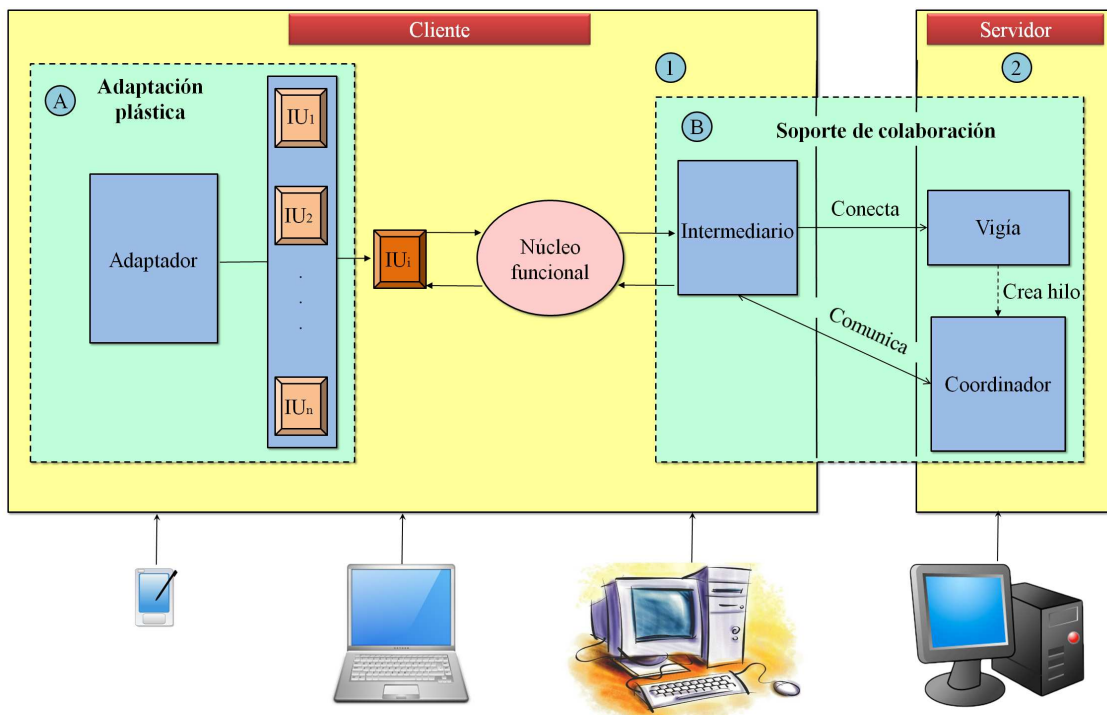 Cliente
Servidor
1
2
A
Adaptación
plástica
IU1
B
Soporte de colaboración
IU2
Adaptador
IUi
Núcleo
funcional
Intermediario
Conecta
Vigía
Crea hilo
.
.
.
Comunica
Coordinador
IUn